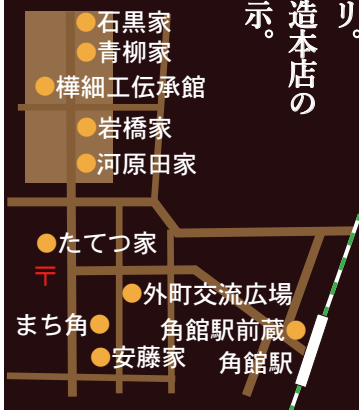 リ。
造本店の
示。
石黒家
青柳家
樺細工伝承館
岩橋家
河原田家
たてつ家
〒
外町交流広場
まち角
角館駅前蔵
安藤家
角館駅